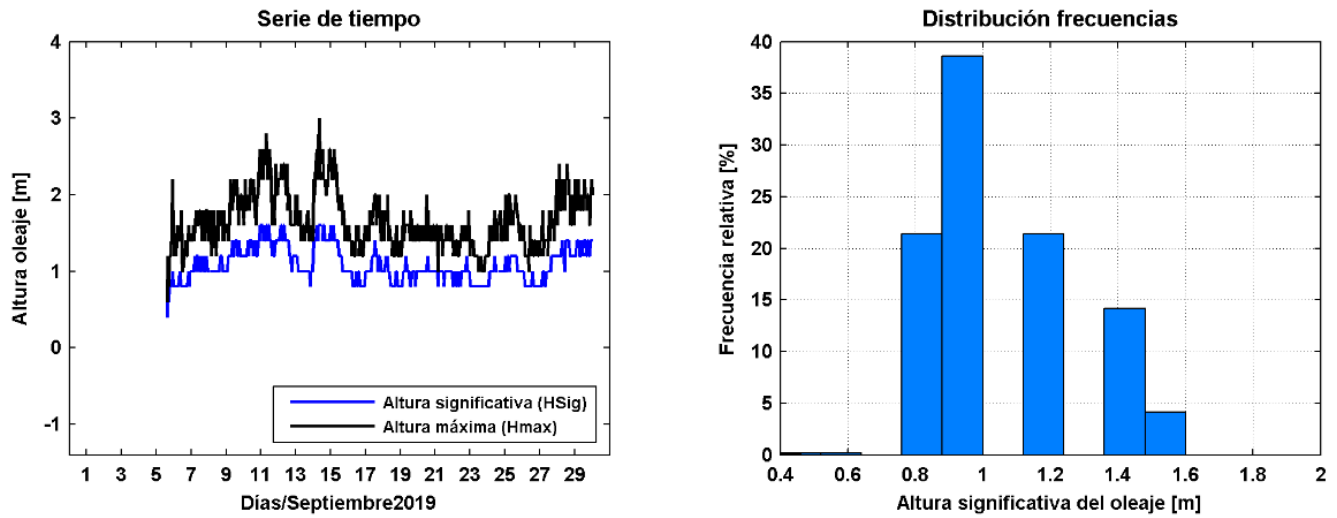 Serie de tiempo
Altura oleaje [m]
4
3
2
1
0
-1
Altura significativa (HSig)
Altura máxima (Hmax)
1 3 5 7 9 11 13 15 17 19 21 23 25 27 29
Días/Septiembre2019
Distribución frecuencias
Frecuencia relativa [%]
40
35
30
25
20
15
10
5
0
0.4 0.6 0.8 1 1.2 1.4 1.6 1.8 2
Altura significativa del oleaje [m]